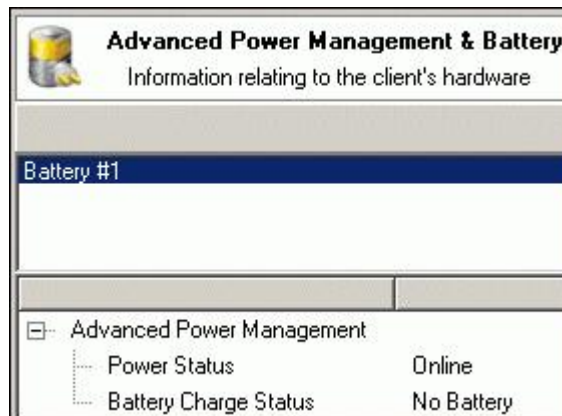 Advanced Power Management & Battery
Information relating to the client's hardware
Battery #1
Advanced Power Management
Power Status Online
Battery Charge Status No Battery